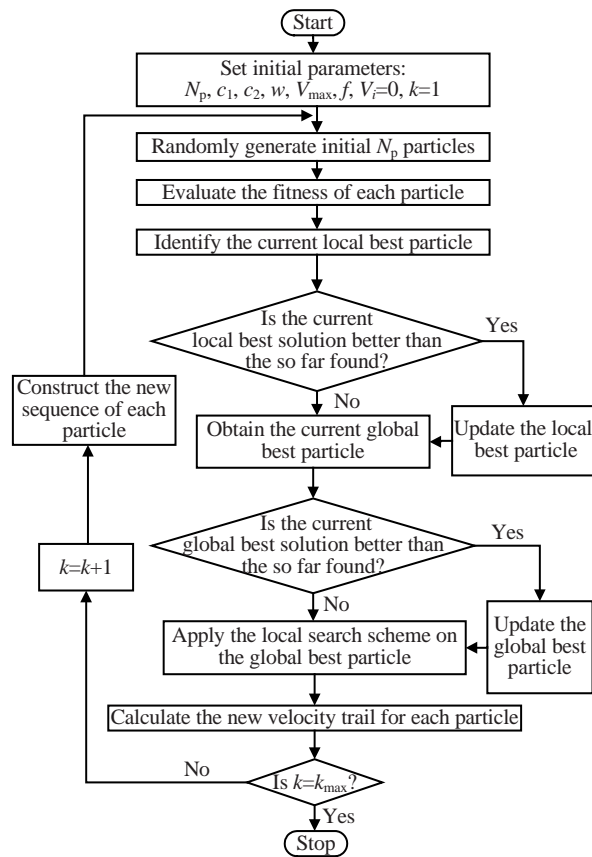 Start
Set initial parameters:
Np, c1, c2, w, Vmax, f, Vi=0, k=1
Randomly generate initial Np particles
Evaluate the fitness of each particle
Identify the current local best particle
Is the current
local best solution better than
the so far found?
Yes
No
Construct the new
sequence of each
particle
Obtain the current global
best particle
Update the local
best particle
Is the current
global best solution better than
the so far found?
Yes
No
k=k+1
Apply the local search scheme on
the global best particle
Update the
global best
particle
Calculate the new velocity trail for each particle
No
Is k=kmax?
Yes
Stop